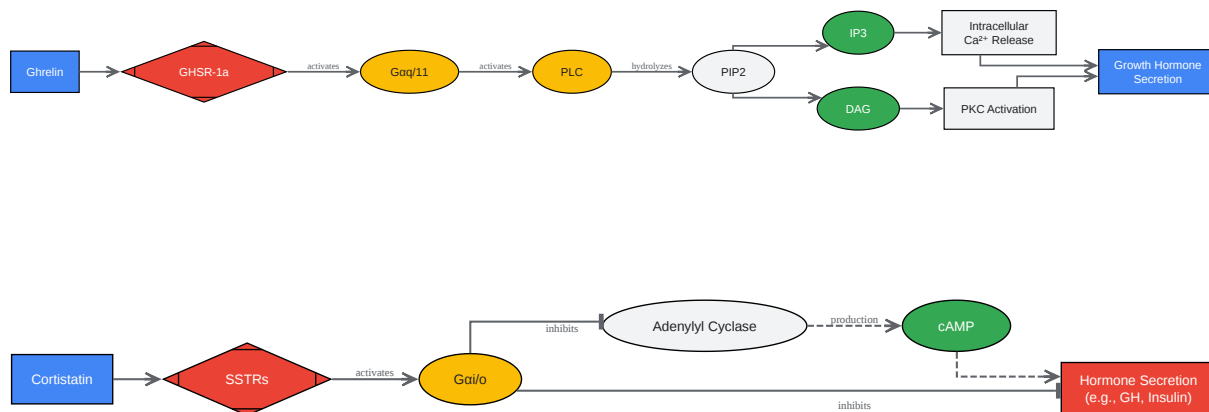 Ghrelin
GHSR-1a
activates
Gαq/11
activates
PLC
hydrolyzes
PIP2
IP3
DAG
Intracellular
Ca²⁺ Release
PKC Activation
Growth Hormone
Secretion
Cortistatin
SSTRs
activates
Gαi/o
inhibits
Adenylyl Cyclase
production
cAMP
inhibits
Hormone Secretion
(e.g., GH, Insulin)